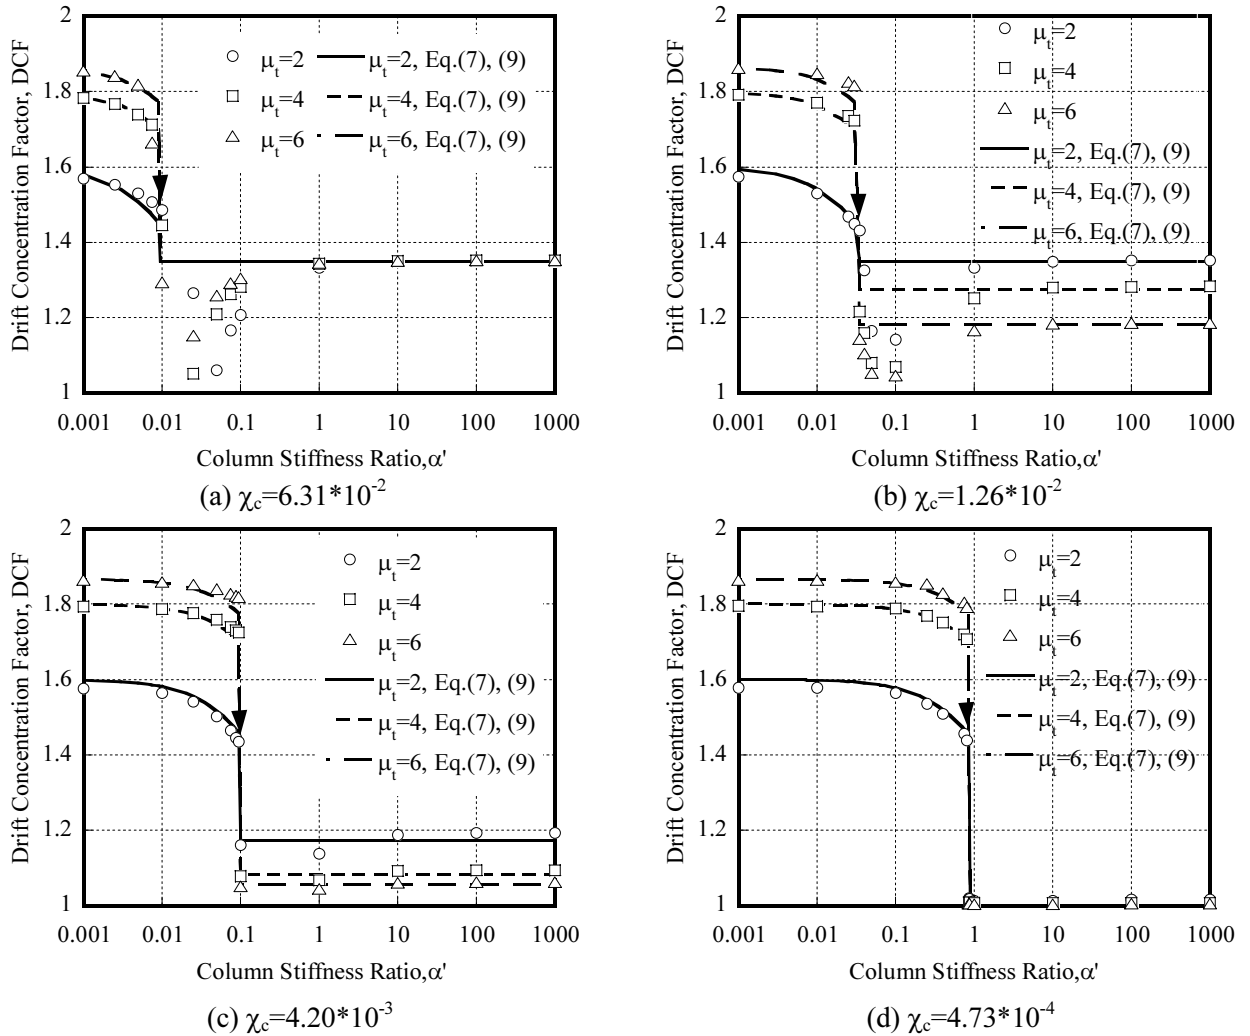 2
1.8
1.6
1.4
1.2
1
Drift Concentration Factor, DCF
μt=2
μt=4
μt=6
μt=2, Eq.(7), (9)
μt=4, Eq.(7), (9)
μt=6, Eq.(7), (9)
0.001 0.01 0.1 1 10 100 1000
Column Stiffness Ratio,α'
(a) χc=6.31*10-2
2
1.8
1.6
1.4
1.2
1
Drift Concentration Factor, DCF
μt=2
μt=4
μt=6
μt=2, Eq.(7), (9)
μt=4, Eq.(7), (9)
μt=6, Eq.(7), (9)
0.001 0.01 0.1 1 10 100 1000
Column Stiffness Ratio,α'
(b) χc=1.26*10-2
2
1.8
1.6
1.4
1.2
1
Drift Concentration Factor, DCF
μt=2
μt=4
μt=6
μt=2, Eq.(7), (9)
μt=4, Eq.(7), (9)
μt=6, Eq.(7), (9)
0.001 0.01 0.1 1 10 100 1000
Column Stiffness Ratio,α'
(c) χc=4.20*10-3
2
1.8
1.6
1.4
1.2
1
Drift Concentration Factor, DCF
μt=2
μt=4
μt=6
μt=2, Eq.(7), (9)
μt=4, Eq.(7), (9)
μt=6, Eq.(7), (9)
0.001 0.01 0.1 1 10 100 1000
Column Stiffness Ratio,α'
(d) χc=4.73*10-4